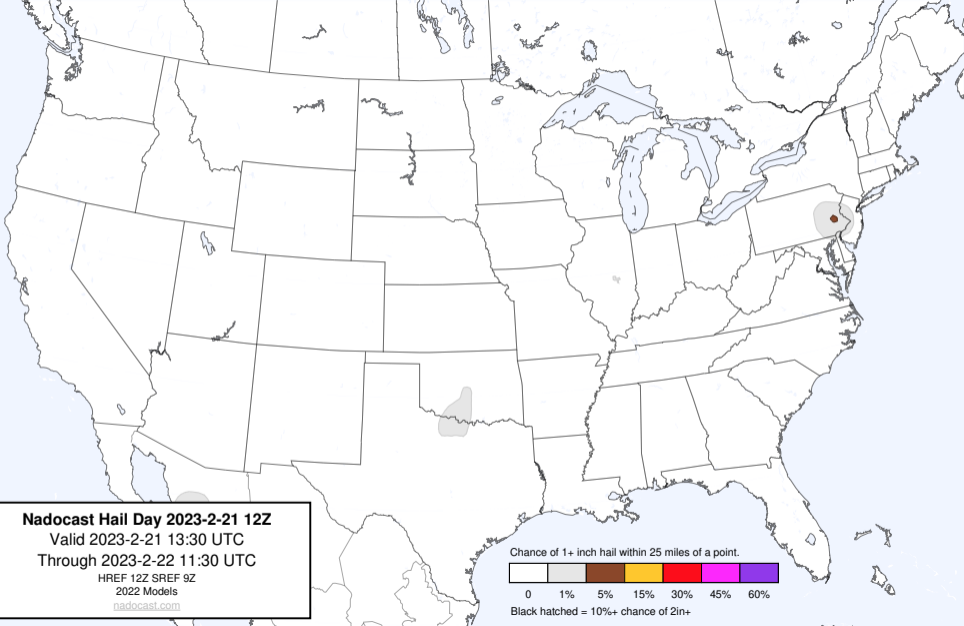 Nadocast Hail Day 2023-2-21 12Z
Valid 2023-2-21 13:30 UTC
Through 2023-2-22 11:30 UTC
HREF 12Z SREF 9Z
2022 Models
nadocast.com
Chance of 1+ inch hail within 25 miles of a point.
0 1% 5% 15% 30% 45% 60%
Black hatched = 10%+ chance of 2in+